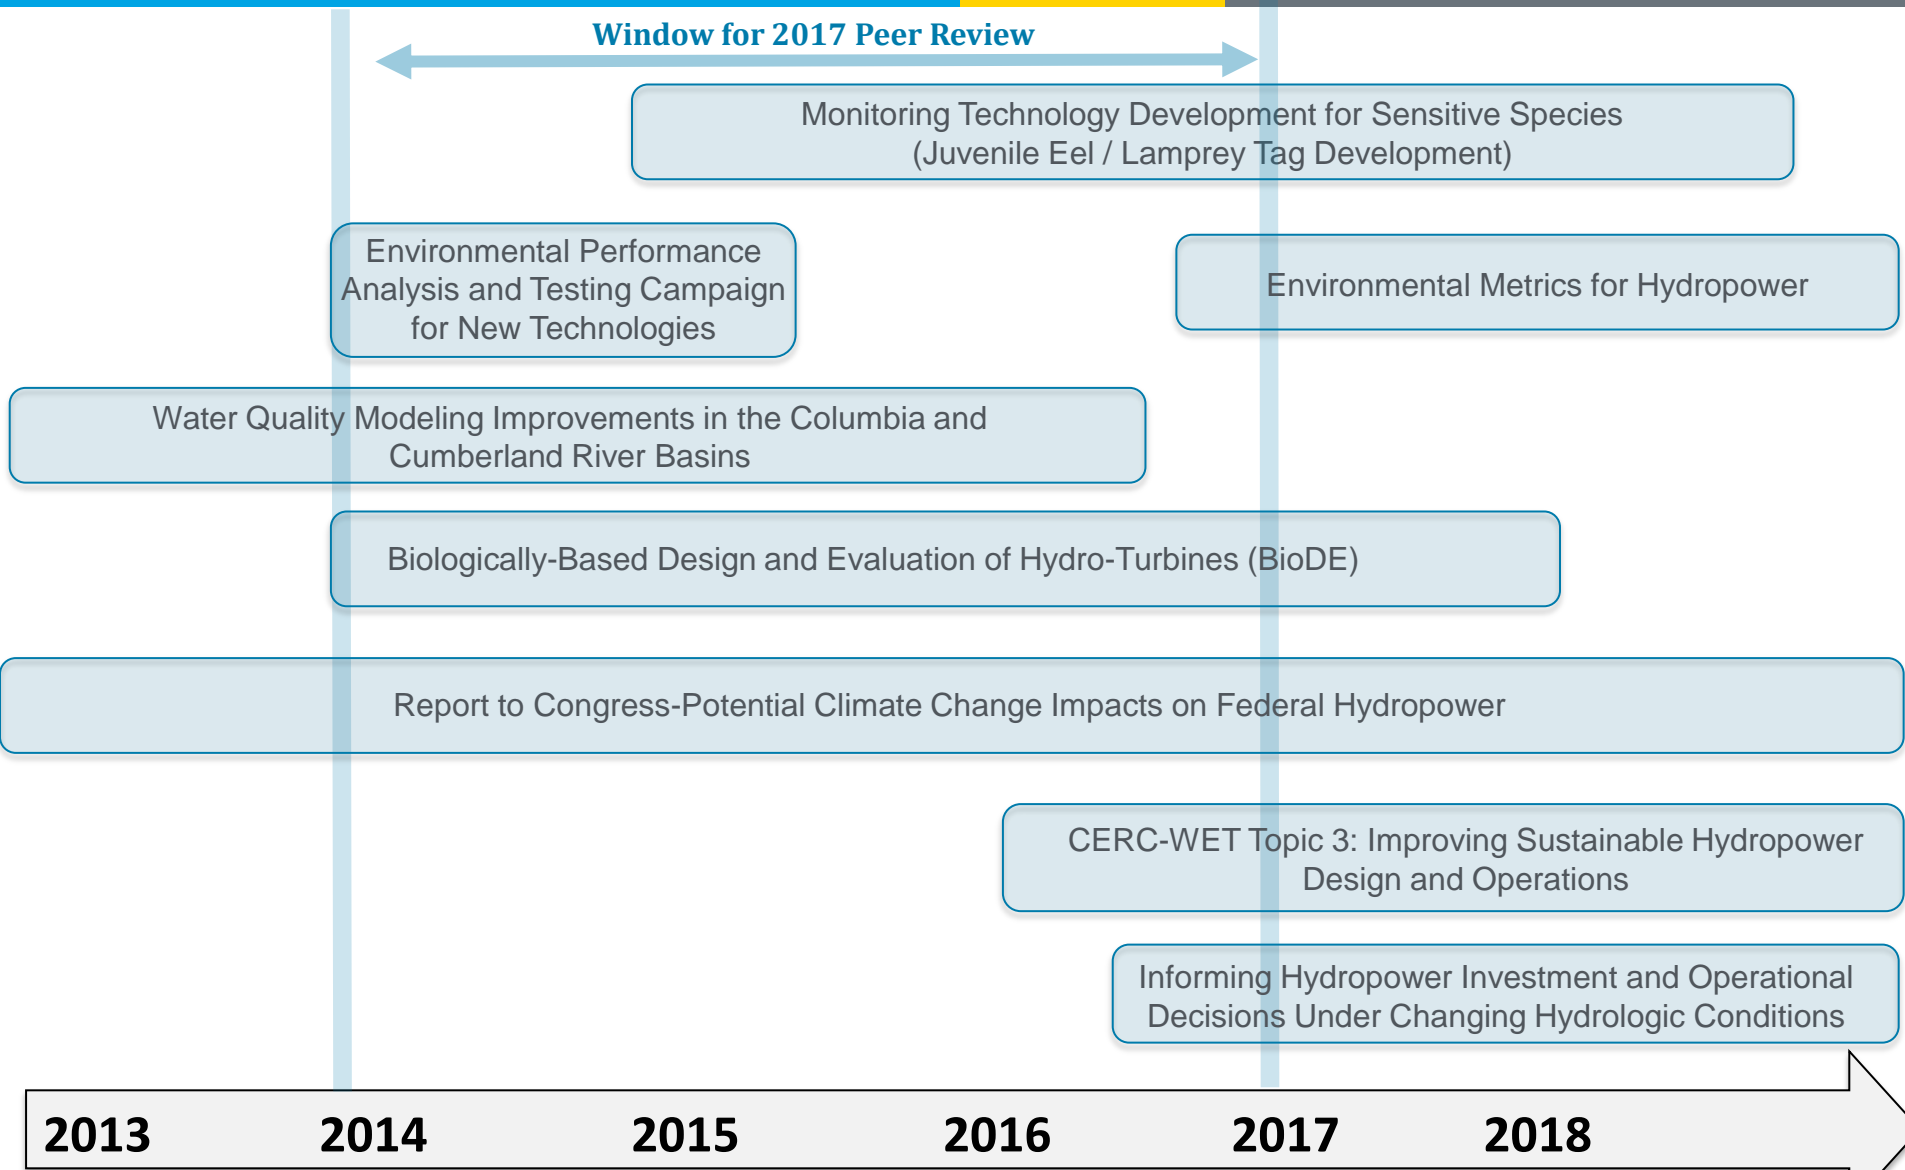 Window for 2017 Peer Review
Monitoring Technology Development for Sensitive Species
(Juvenile Eel / Lamprey Tag Development)
Environmental Performance
Analysis and Testing Campaign
for New Technologies
Environmental Metrics for Hydropower
Water Quality Modeling Improvements in the Columbia and
Cumberland River Basins
Biologically-Based Design and Evaluation of Hydro-Turbines (BioDE)
Report to Congress-Potential Climate Change Impacts on Federal Hydropower
CERC-WET Topic 3: Improving Sustainable Hydropower
Design and Operations
Informing Hydropower Investment and Operational
Decisions Under Changing Hydrologic Conditions
2013 2014 2015 2016 2017 2018